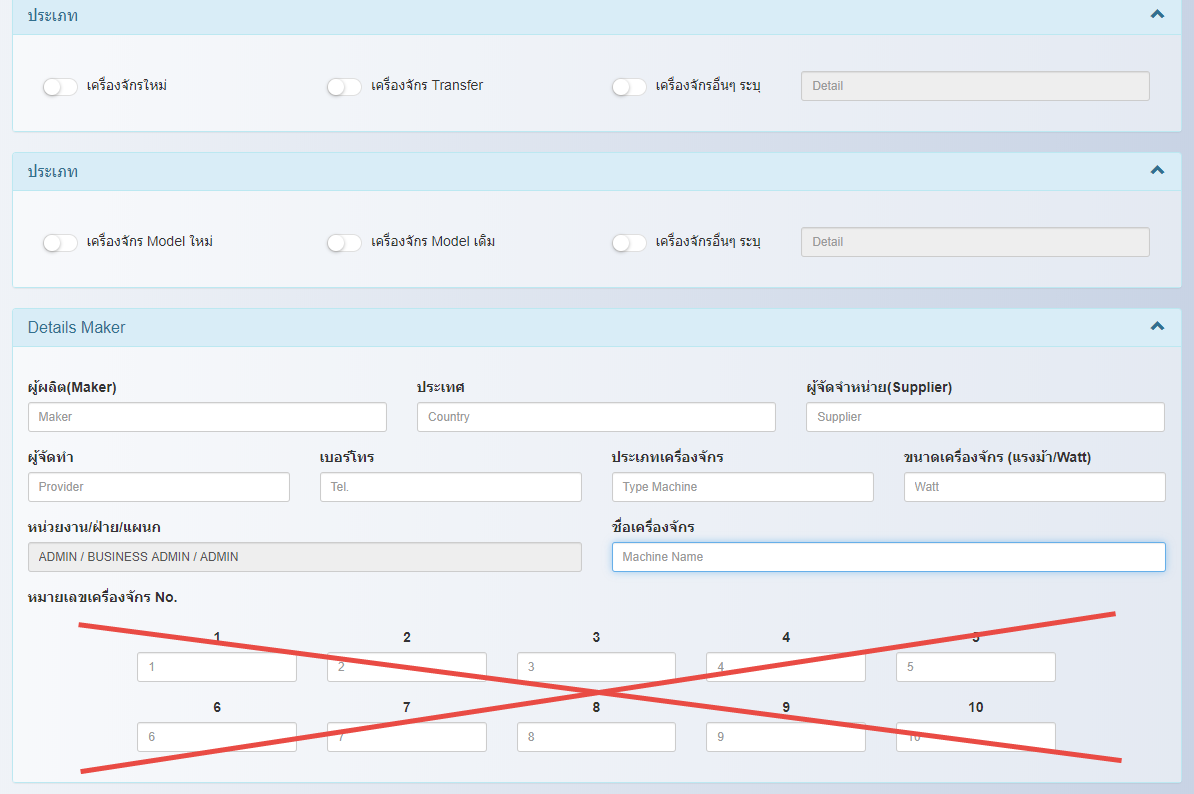 ประเภท
เครื่องจักรใหม่ เครื่องจักร Transfer เครื่องจักรอื่นๆ ระบุ Detail
ประเภท
เครื่องจักร Model ใหม่ เครื่องจักร Model เดิม เครื่องจักรอื่นๆ ระบุ Detail
Details Maker
ผู้ผลิต(Maker) ประเทศ ผู้จัดจำหน่าย(Supplier)
Maker Country Supplier
ผู้จัดทำ เบอร์โทร ประเภทเครื่องจักร ขนาดเครื่องจักร (แรงม้า/Watt)
Provider Tel. Type Machine Watt
หน่วยงาน/ฝ่าย/แผนก ชื่อเครื่องจักร
ADMIN / BUSINESS ADMIN / ADMIN Machine Name
หมายเลขเครื่องจักร No.
1 2 3 4 5
1 2 3 4 5
6 7 8 9 10
6 7 8 9 10